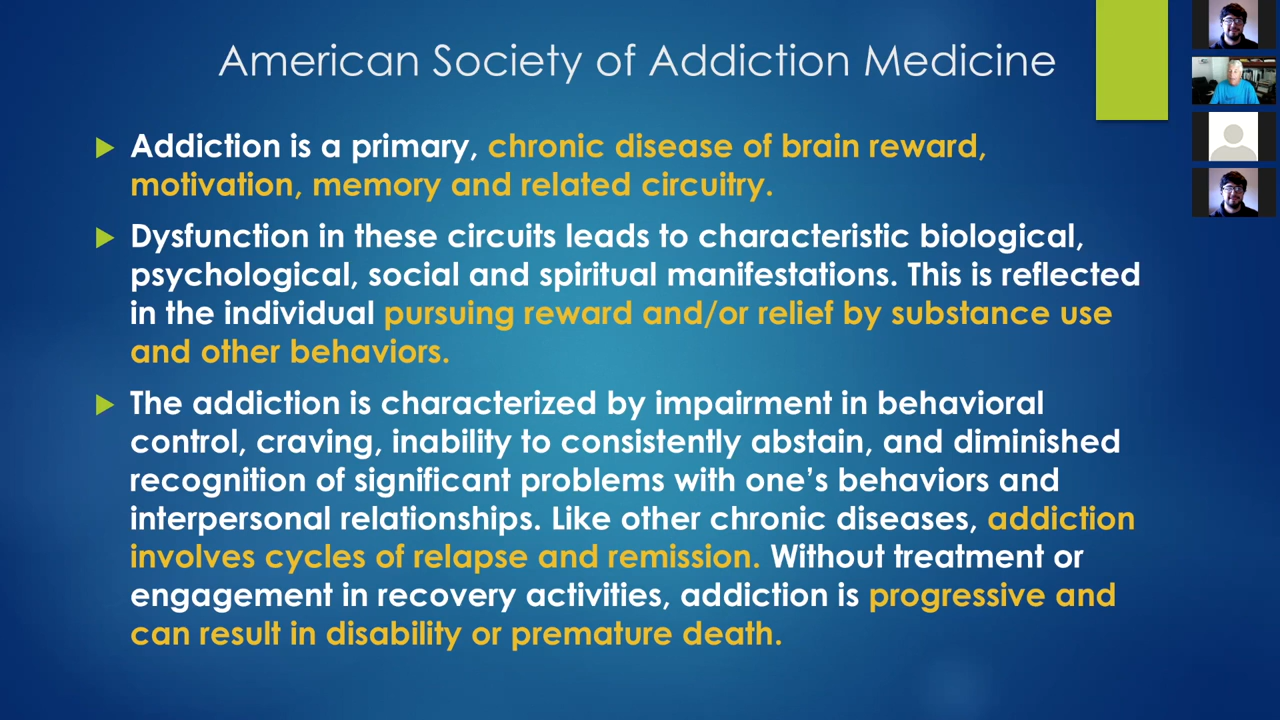 American Society of Addiction Medicine
Addiction is a primary, chronic disease of brain reward,
motivation, memory and related circuitry.
Dysfunction in these circuits leads to characteristic biological,
psychological, social and spiritual manifestations. This is reflected
in the individual pursuing reward and/or relief by substance use
and other behaviors.
The addiction is characterized by impairment in behavioral
control, craving, inability to consistently abstain, and diminished
recognition of significant problems with one’s behaviors and
interpersonal relationships. Like other chronic diseases, addiction
involves cycles of relapse and remission. Without treatment or
engagement in recovery activities, addiction is progressive and
can result in disability or premature death.